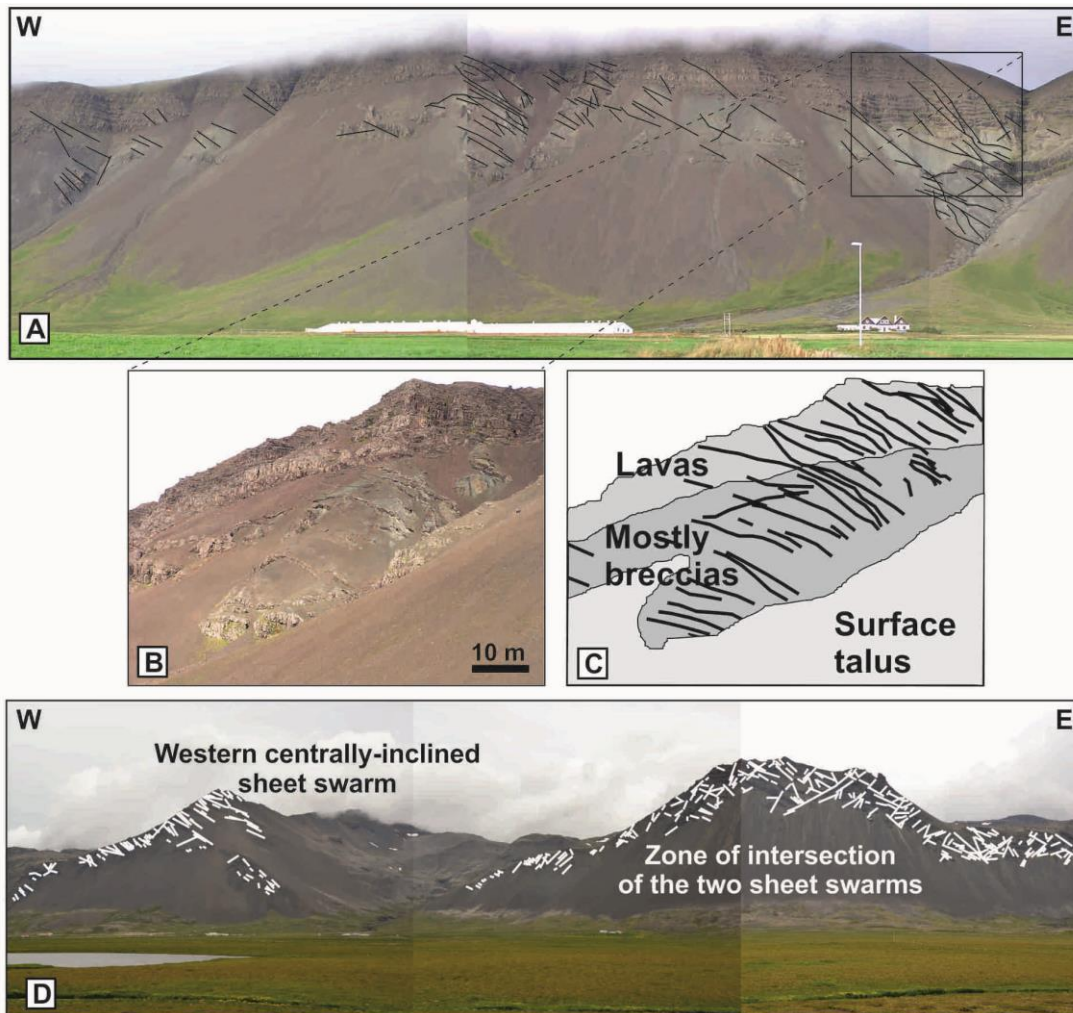 W
E
A
B
10 m
Lavas
Mostly
breccias
Surface
talus
C
W
E
Western centrally-inclined
sheet swarm
Zone of intersection
of the two sheet swarms
D